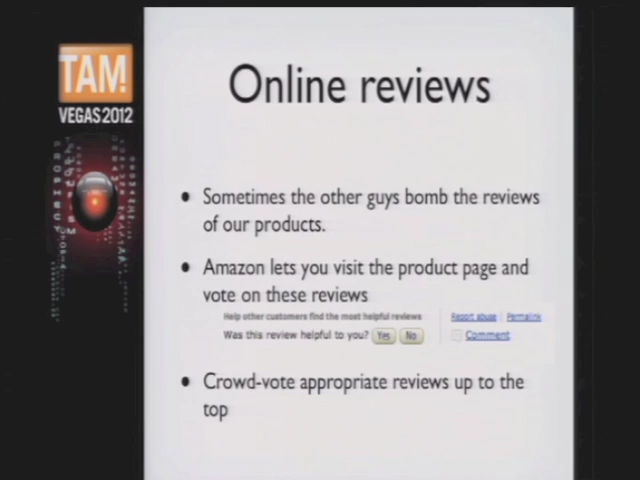 TAM!
VEGAS 2012
Online reviews
• Sometimes the other guys bomb the reviews
of our products.
• Amazon lets you visit the product page and
vote on these reviews
Help other customers find the most helpful reviews
Report abuse | Permalink
Was this review helpful to you? Yes No
Comment
• Crowd-vote appropriate reviews up to the
top